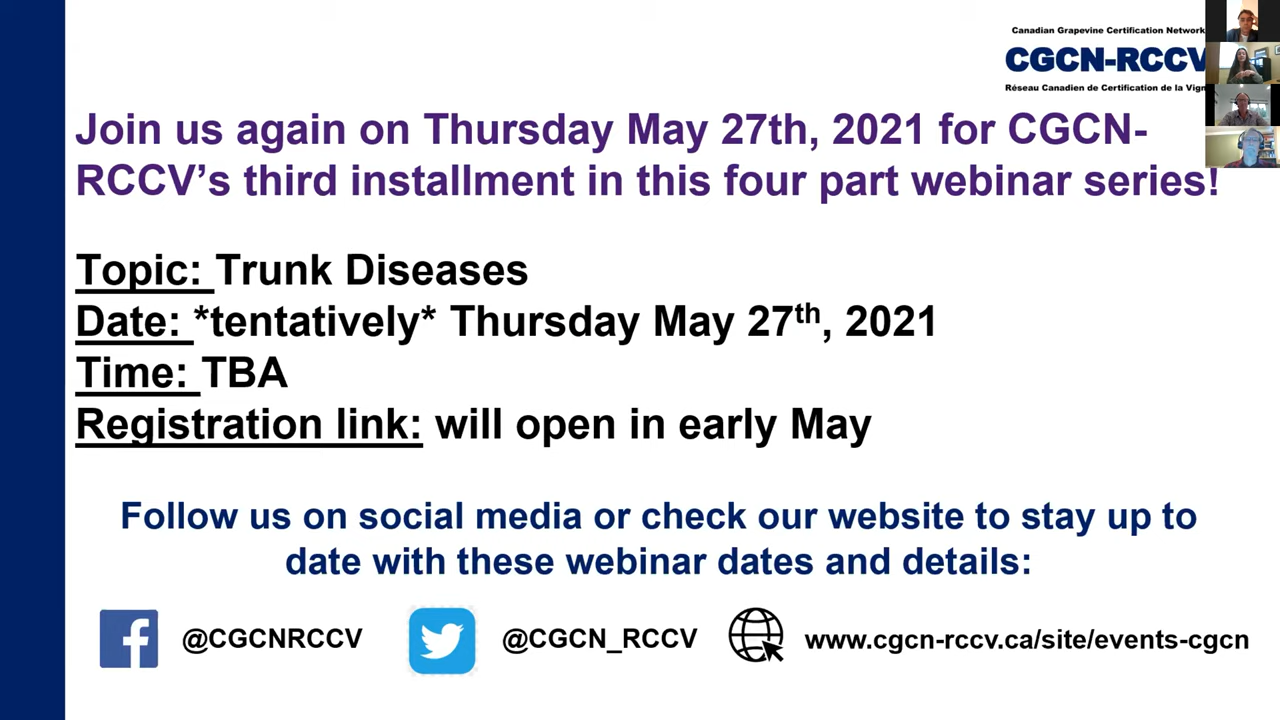 Canadian Grapevine Certification Network
CGCN-RCCV
Réseau Canadien de Certification de la Vign
Join us again on Thursday May 27th, 2021 for CGCN-
RCCV’s third installment in this four part webinar series!
Topic: Trunk Diseases
Date: *tentatively* Thursday May 27th, 2021
Time: TBA
Registration link: will open in early May
Follow us on social media or check our website to stay up to
date with these webinar dates and details:
@CGCNRCCV @CGCN_RCCV www.cgcn-rccv.ca/site/events-cgcn